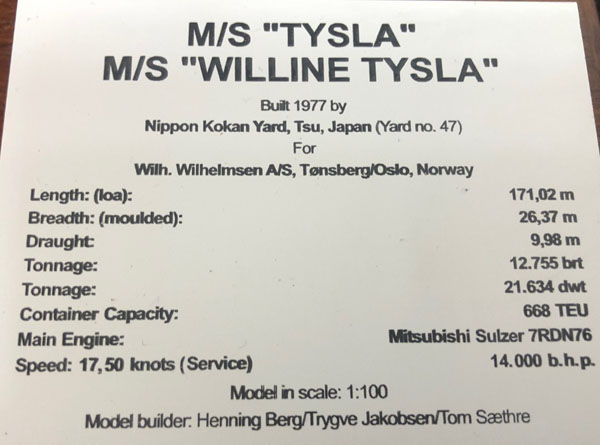 M/S "TYSLA"
M/S "WILLINE TYSLA"
Built 1977 by
Nippon Kokan Yard, Tsu, Japan (Yard no. 47)
For
Wilh. Wilhelmsen A/S, Tønsberg/Oslo, Norway
Length: (loa): 171,02 m
Breadth: (moulded): 26,37 m
Draught: 9,98 m
Tonnage: 12.755 brt
Tonnage: 21.634 dwt
Container Capacity: 668 TEU
Main Engine: Mitsubishi Sulzer 7RDN76
Speed: 17,50 knots (Service) 14.000 b.h.p.
Model in scale: 1:100
Model builder: Henning Berg/Trygve Jakobsen/Tom Sæthre